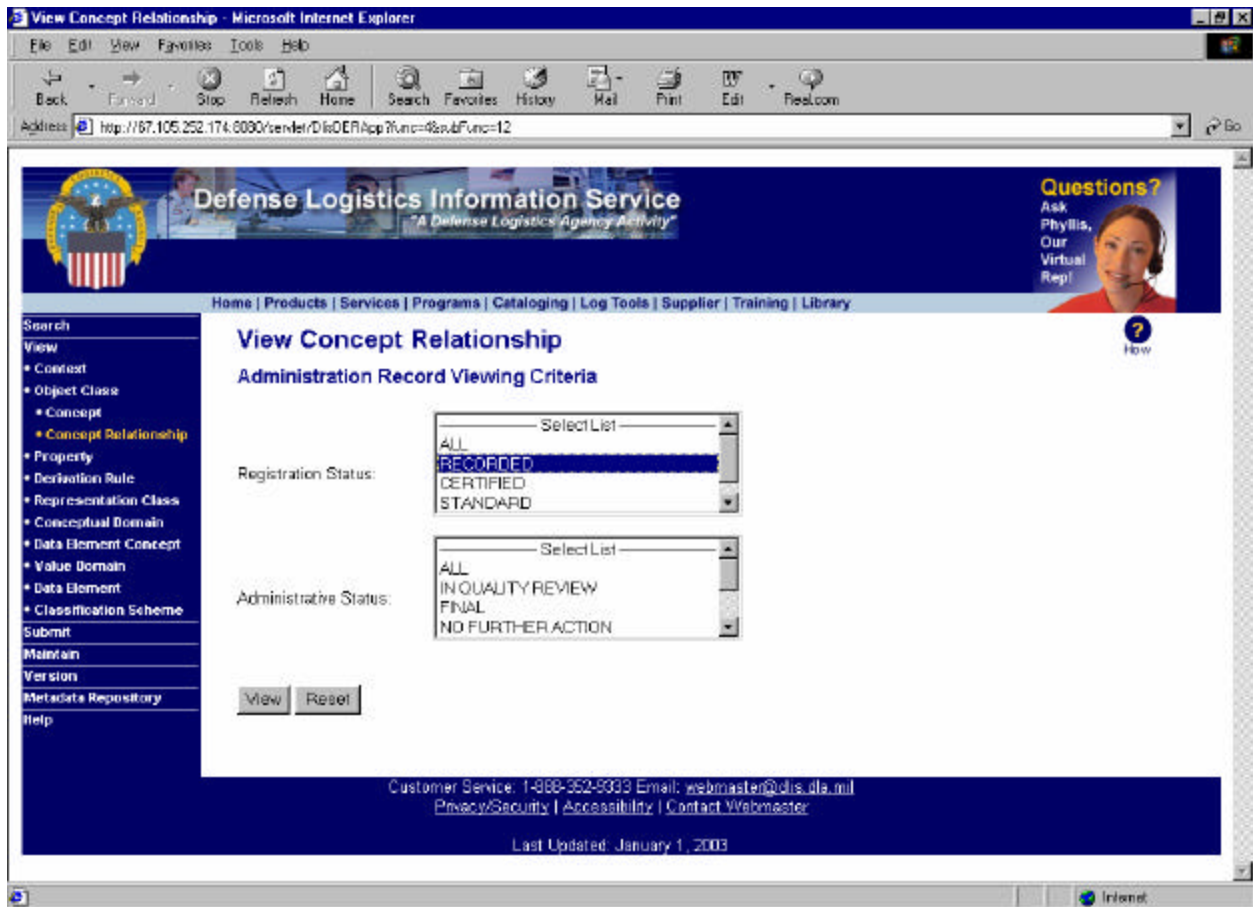 View Concept Relationship - Microsoft Internet Explorer
File Edit View Favorites Tools Help
Back Forward Stop Refresh Home Search Favorites History Mail Print Edit Real.com
Address http://67.105.252.174:8080/servlet/DlisDERApp?func=4&subFunc=12 Go
Defense Logistics Information Service
"A Defense Logistics Agency Activity"
Questions?
Ask
Phyllis,
Our
Virtual
Rep!
Home | Products | Services | Programs | Cataloging | Log Tools | Supplier | Training | Library
Search
View
• Context
• Object Class
• Concept
• Concept Relationship
• Property
• Derivation Rule
• Representation Class
• Conceptual Domain
• Data Element Concept
• Value Domain
• Data Element
• Classification Scheme
Submit
Maintain
Version
Metadata Repository
Help
View Concept Relationship
?
How
Administration Record Viewing Criteria
Registration Status:
Select List
ALL
RECORDED
CERTIFIED
STANDARD
Administrative Status:
Select List
ALL
IN QUALITY REVIEW
FINAL
NO FURTHER ACTION
View Reset
Customer Service: 1-888-352-9333 Email: webmaster@dlis.dla.mil
Privacy/Security | Accessibility | Contact Webmaster
Last Updated: January 1, 2003
Internet